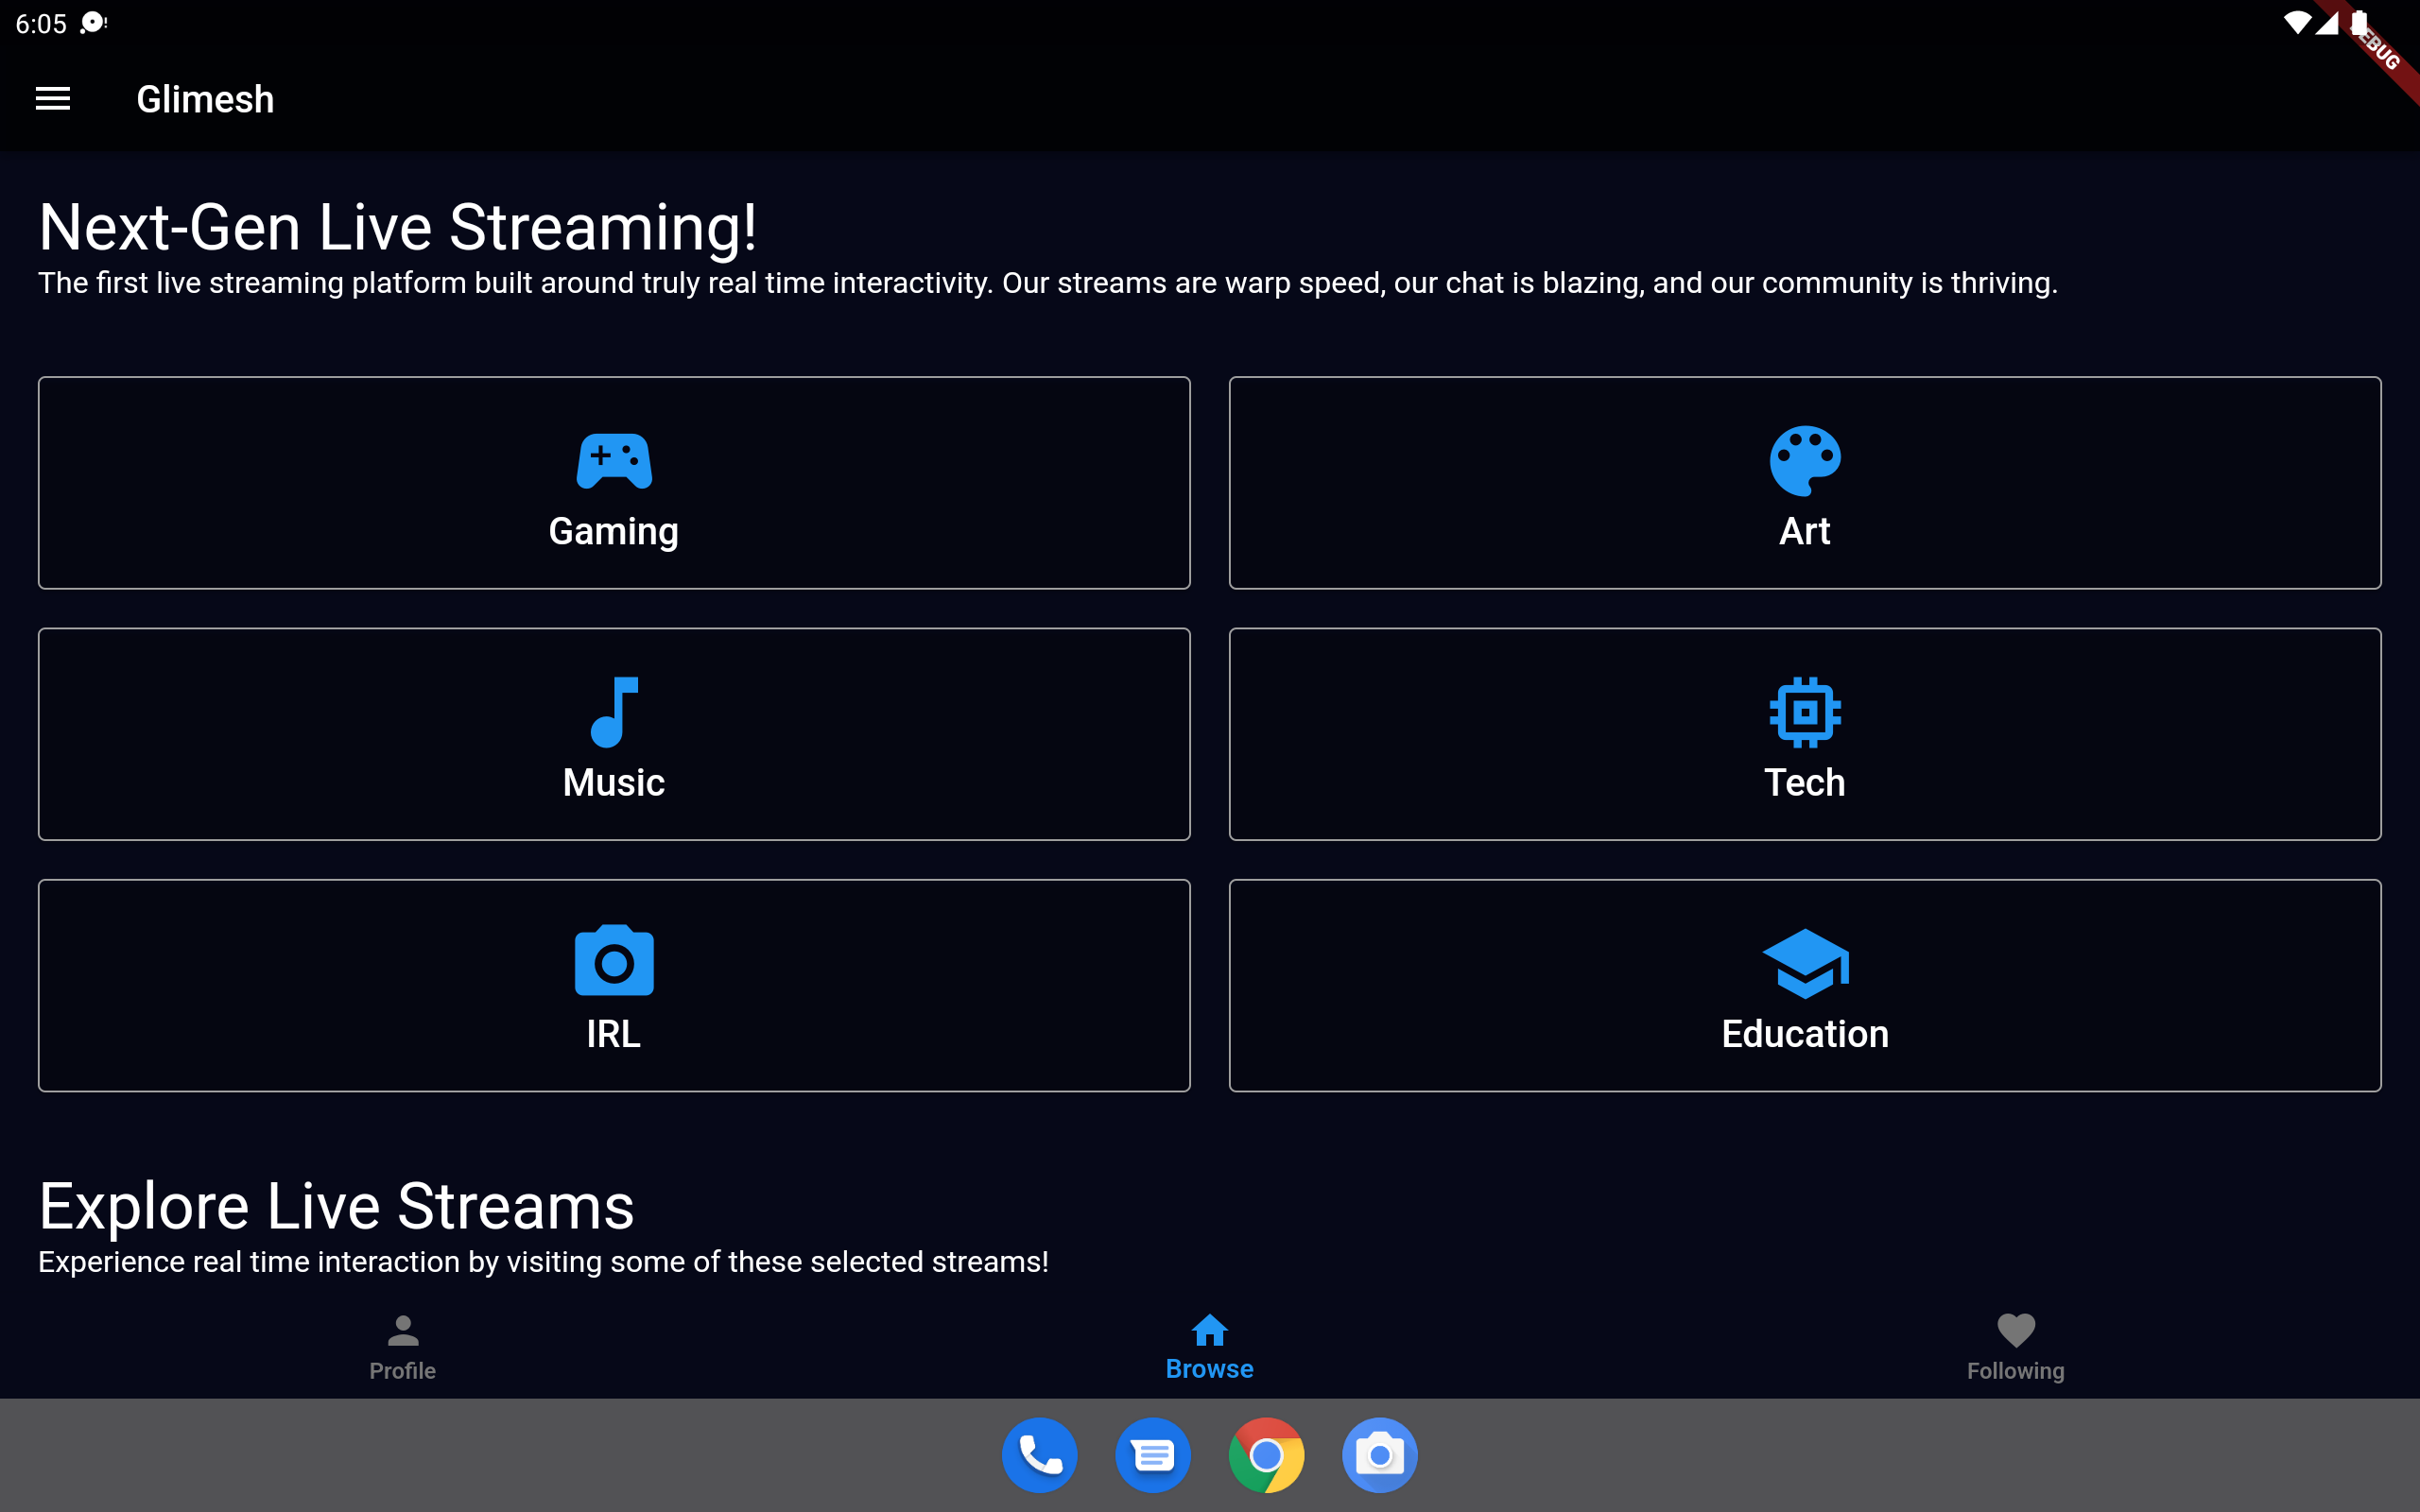 6:05
EBUG
Glimesh
Next-Gen Live Streaming!
The first live streaming platform built around truly real time interactivity. Our streams are warp speed, our chat is blazing, and our community is thriving.
Gaming
Art
Music
Tech
IRL
Education
Explore Live Streams
Experience real time interaction by visiting some of these selected streams!
Profile
Browse
Following